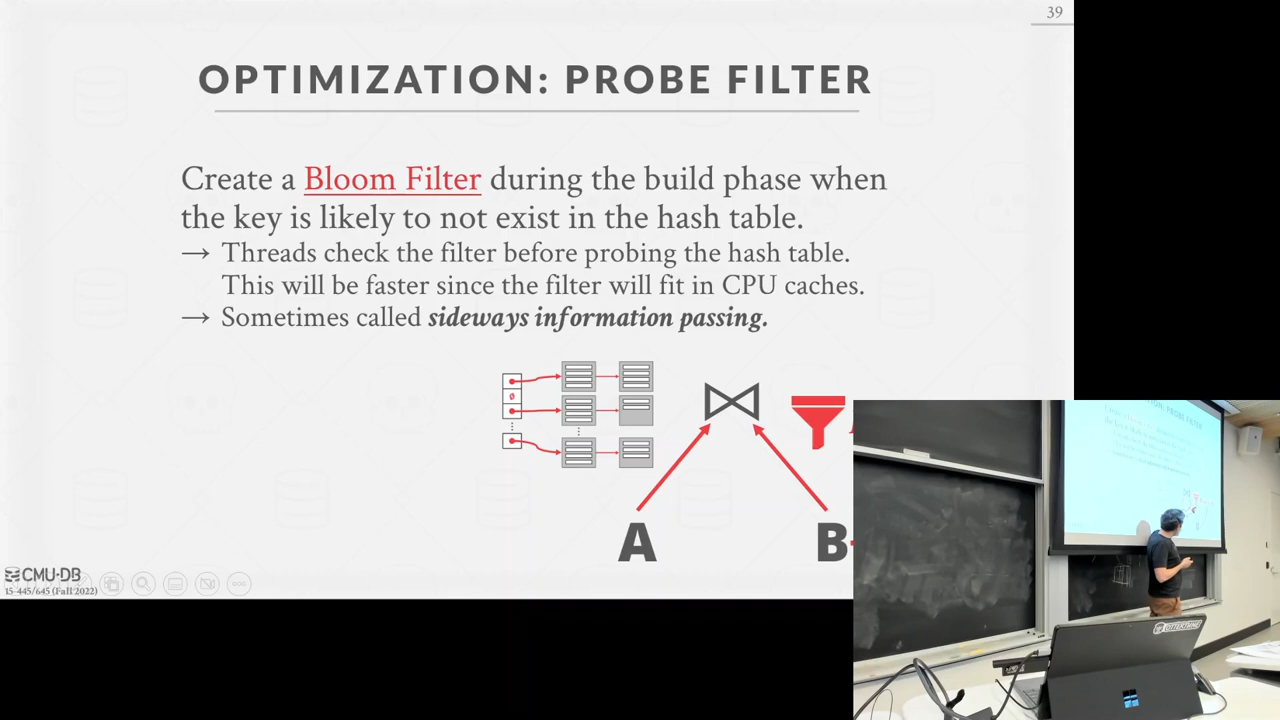 39
OPTIMIZATION: PROBE FILTER
Create a Bloom Filter during the build phase when
the key is likely to not exist in the hash table.
→ Threads check the filter before probing the hash table.
This will be faster since the filter will fit in CPU caches.
→ Sometimes called sideways information passing.
A
B
CMU·DB
15-445/645 (Fall 2022)